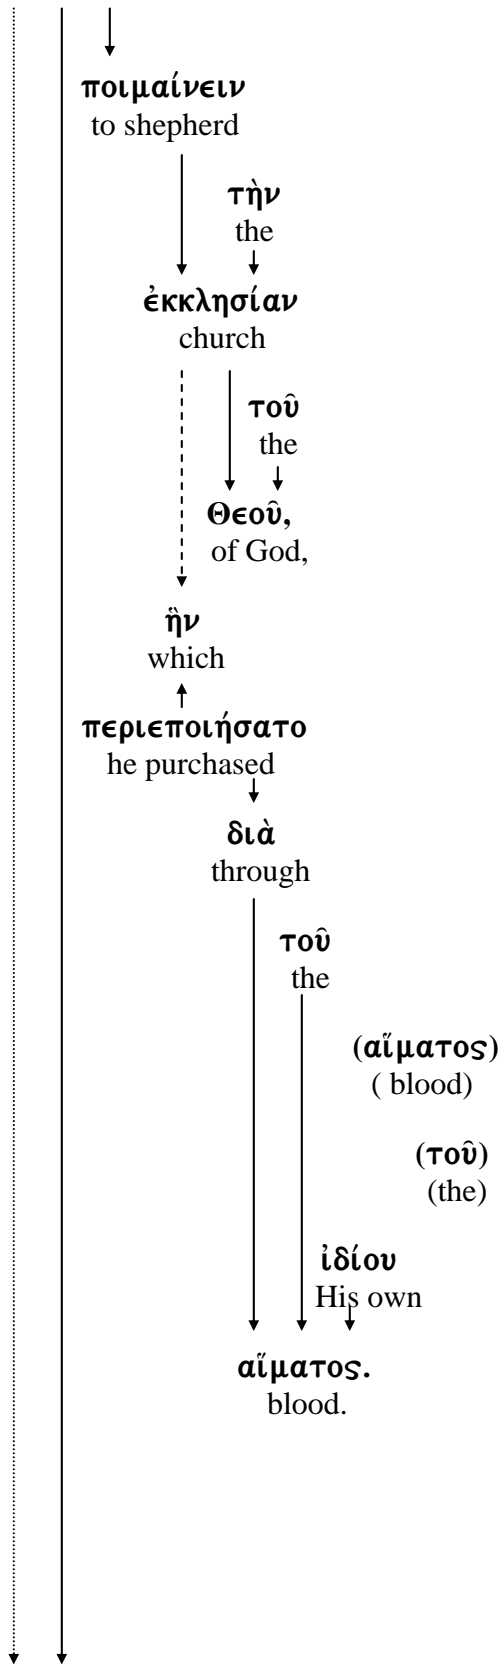 ποιμαίνειν
to shepherd
τὴν
the
ἐκκλησίαν
church
τοῦ
the
Θεοῦ,
of God,
ἣν
which
περιεποιήσατο
he purchased
διὰ
through
τοῦ
the
(αἵματος)
( blood)
(τοῦ)
(the)
ἰδίου
His own
αἵματος.
blood.